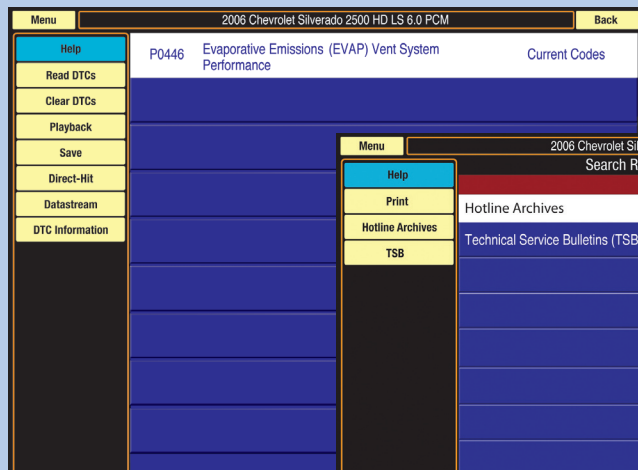 Menu
2006 Chevrolet Silverado 2500 HD LS 6.0 PCM
Back
Help
Read DTCs
Clear DTCs
Playback
Save
Direct-Hit
Datastream
DTC Information
P0446
Evaporative Emissions (EVAP) Vent System
Performance
Current Codes
Menu
2006 Chevrolet Sil
Search R
Help
Print
Hotline Archives
TSB
Hotline Archives
Technical Service Bulletins (TSB